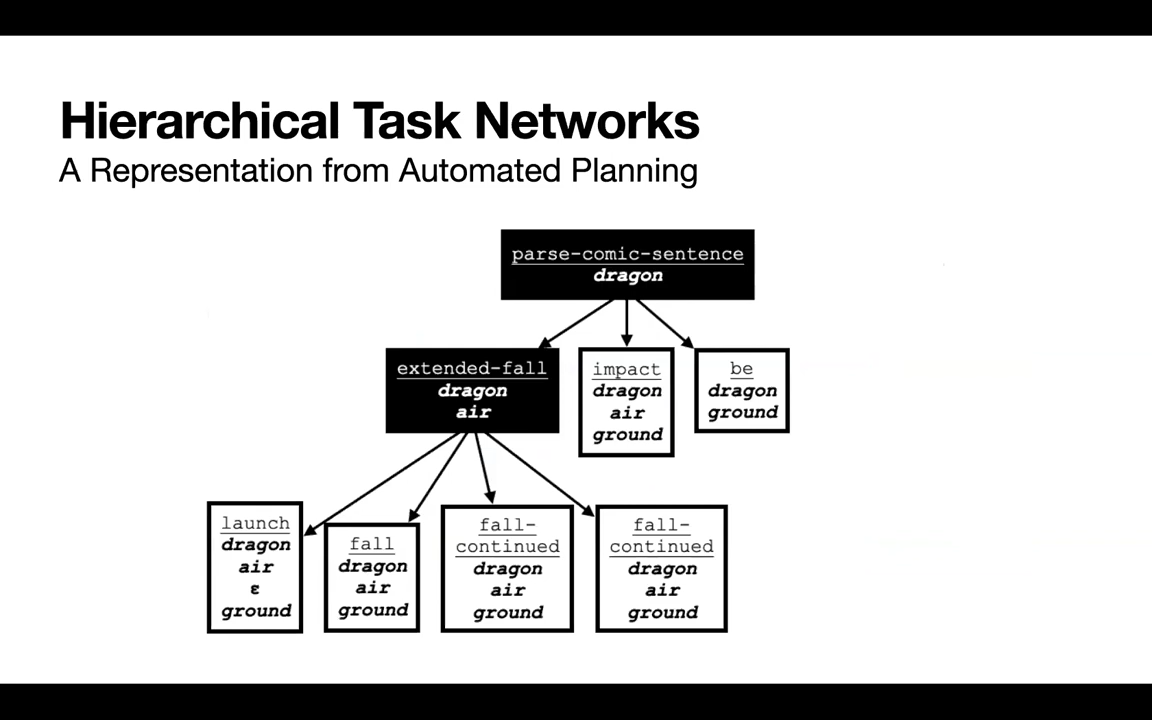 Hierarchical Task Networks
A Representation from Automated Planning
parse-comic-sentence
dragon
extended-fall
dragon
air
impact
dragon
air
ground
be
dragon
ground
launch
dragon
air
ε
ground
fall
dragon
air
ground
fall-
continued
dragon
air
ground
fall-
continued
dragon
air
ground